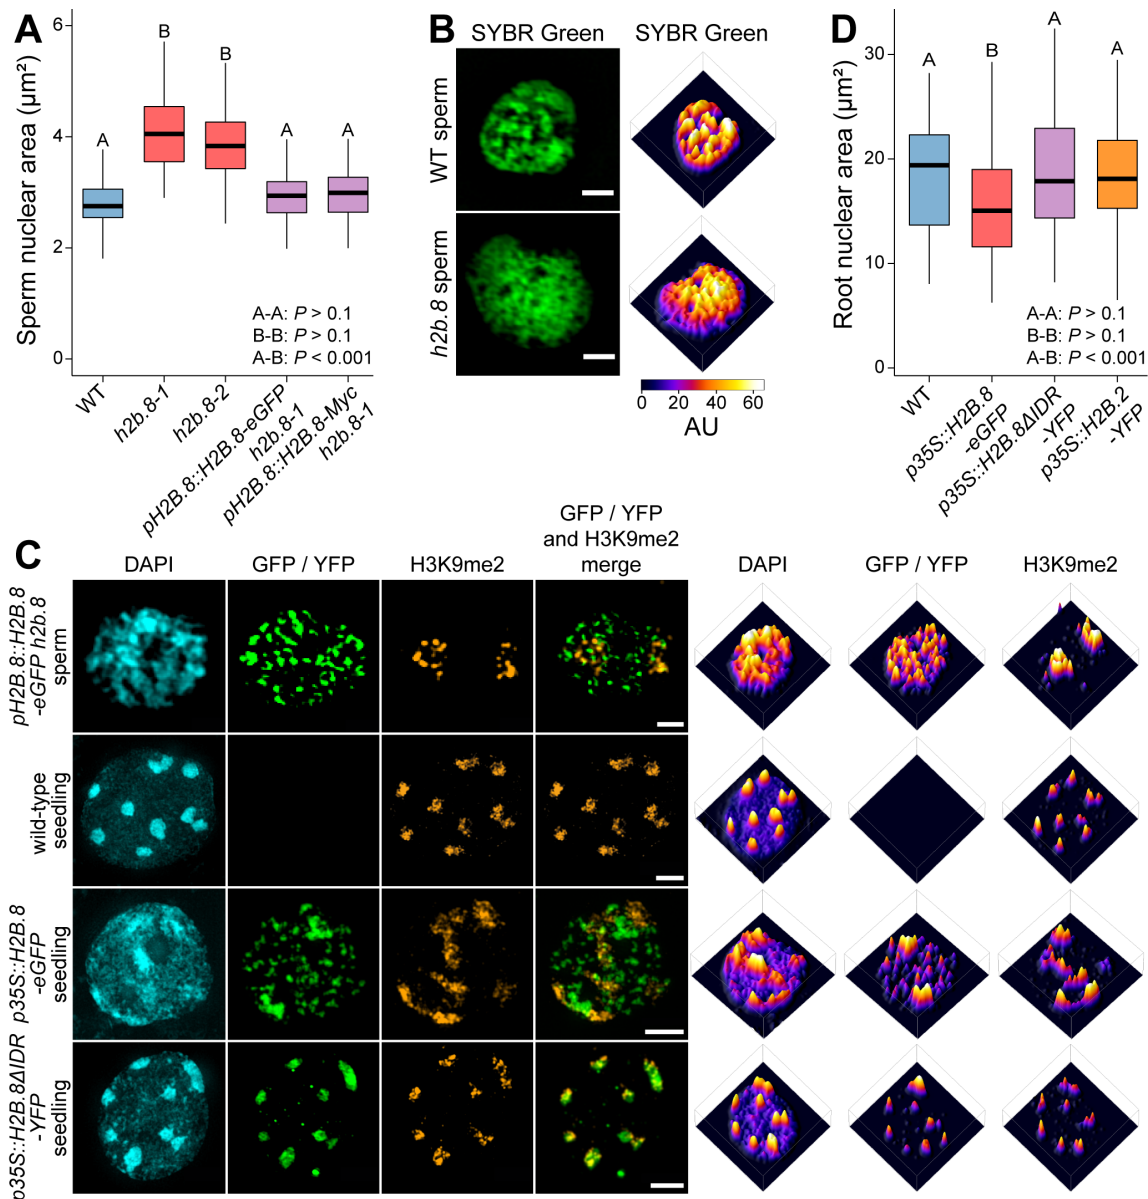 A
Sperm nuclear area (µm²)
6
4
2
0
A
B
B
A
A
A-A: P > 0.1
B-B: P > 0.1
A-B: P < 0.001
WT
h2b.8-1
h2b.8-2
pH2B.8::H2B.8-eGFP
h2b.8-1
pH2B.8::H2B.8-Myc
h2b.8-1
B
SYBR Green
SYBR Green
WT sperm
h2b.8 sperm
0
20
40
60
AU
D
Root nuclear area (µm²)
30
20
10
0
A
B
A
A
A-A: P > 0.1
B-B: P > 0.1
A-B: P < 0.001
WT
p35S::H2B.8
-eGFP
p35S::H2B.8ΔIDR
-YFP
p35S::H2B.2
-YFP
C
DAPI
GFP / YFP
H3K9me2
GFP / YFP
and H3K9me2
merge
DAPI
GFP / YFP
H3K9me2
pH2B.8::H2B.8
-eGFP h2b.8
sperm
wild-type
seedling
p35S::H2B.8
-eGFP
seedling
p35S::H2B.8ΔIDR
-YFP
seedling